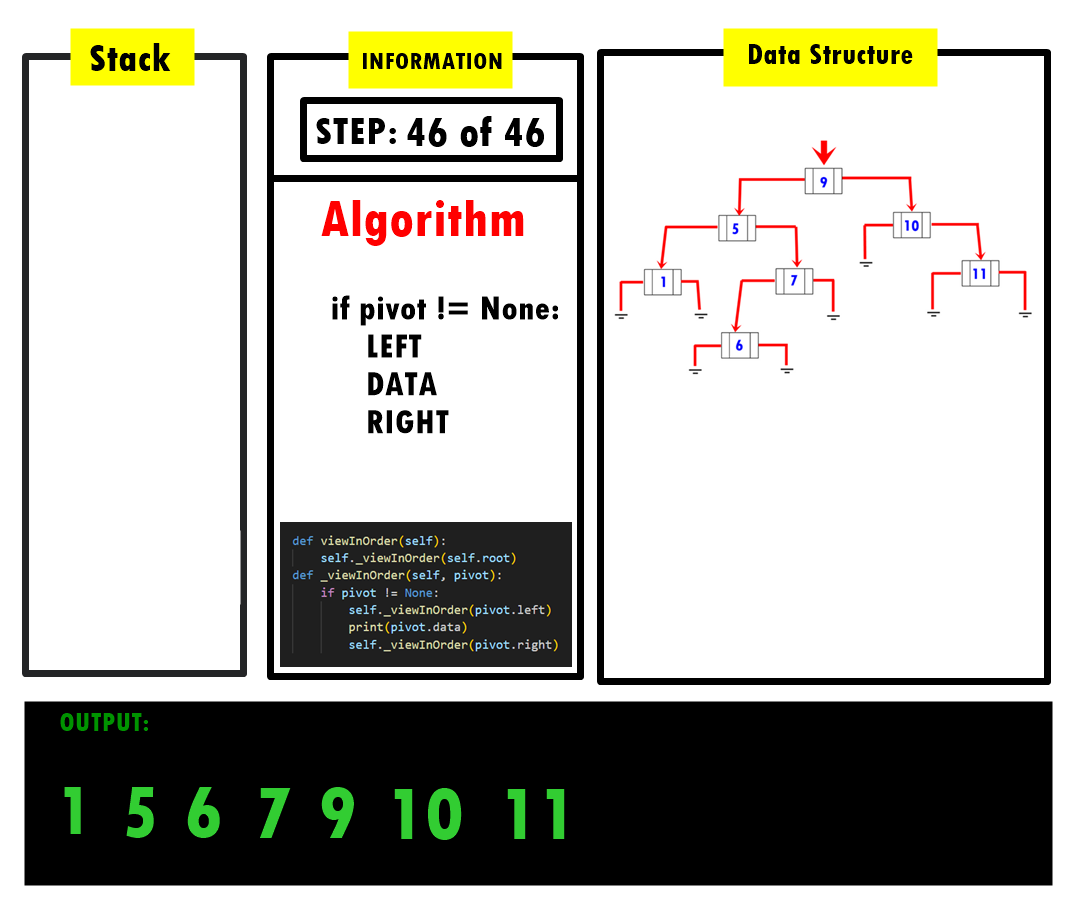 Stack
INFORMATION
STEP: 46 of 46
Algorithm
if pivot != None:
LEFT
DATA
RIGHT
def viewInOrder(self):
self._viewInOrder(self.root)
def _viewInOrder(self, pivot):
if pivot != None:
self._viewInOrder(pivot.left)
print(pivot.data)
self._viewInOrder(pivot.right)
Data Structure
9
5
10
1
7
11
6
OUTPUT:
1 5 6 7 9 10 11